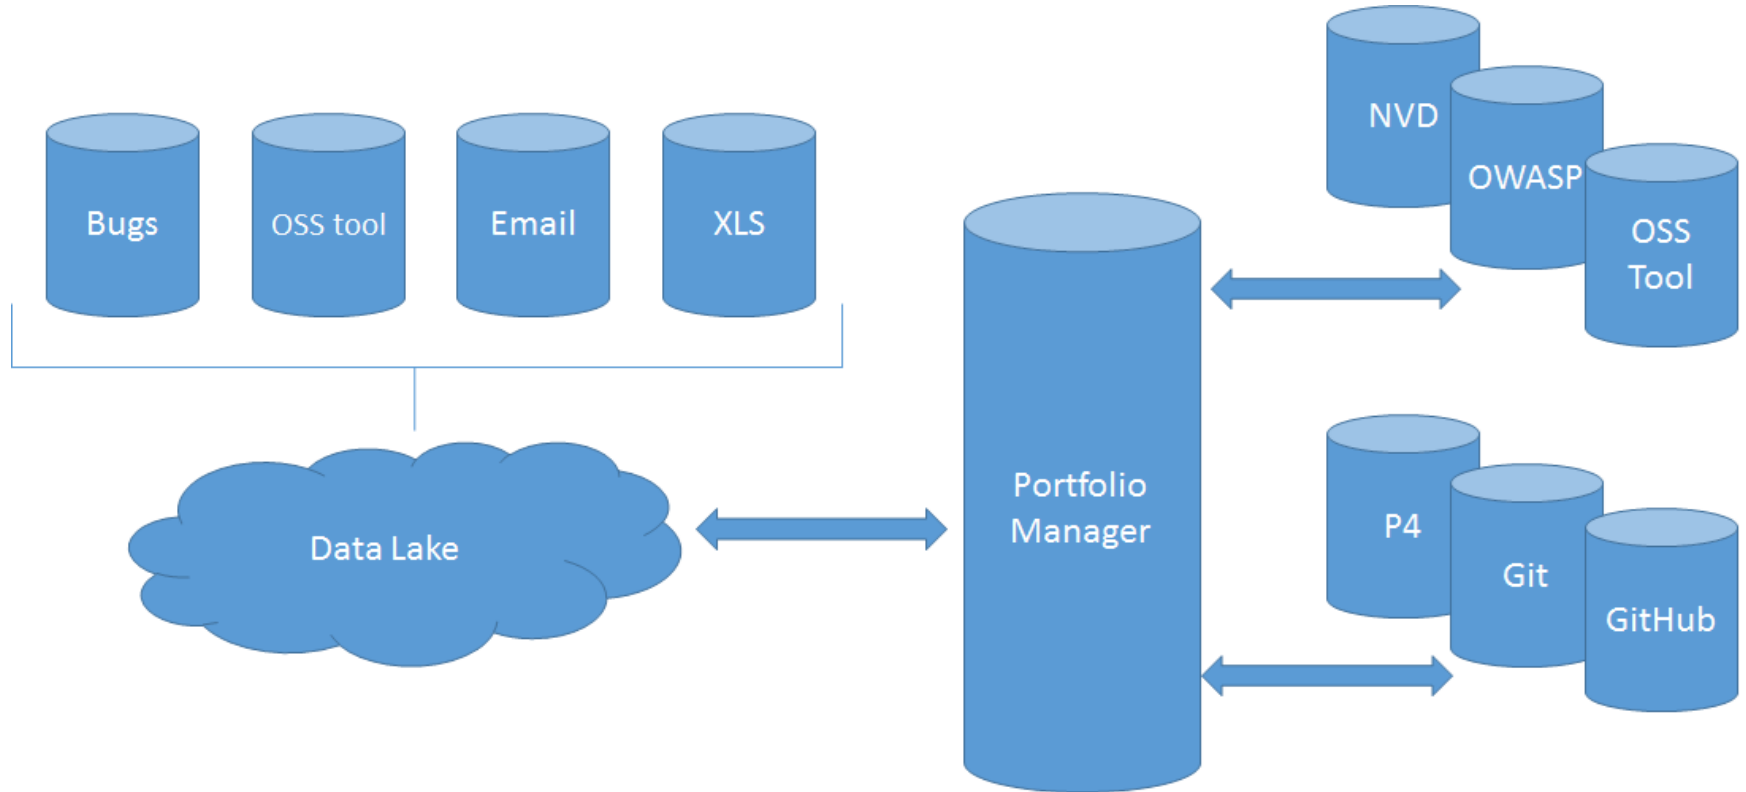 Bugs
OSS tool
Email
XLS
Data Lake
Portfolio
Manager
NVD
OWASP
OSS
Tool
P4
Git
GitHub